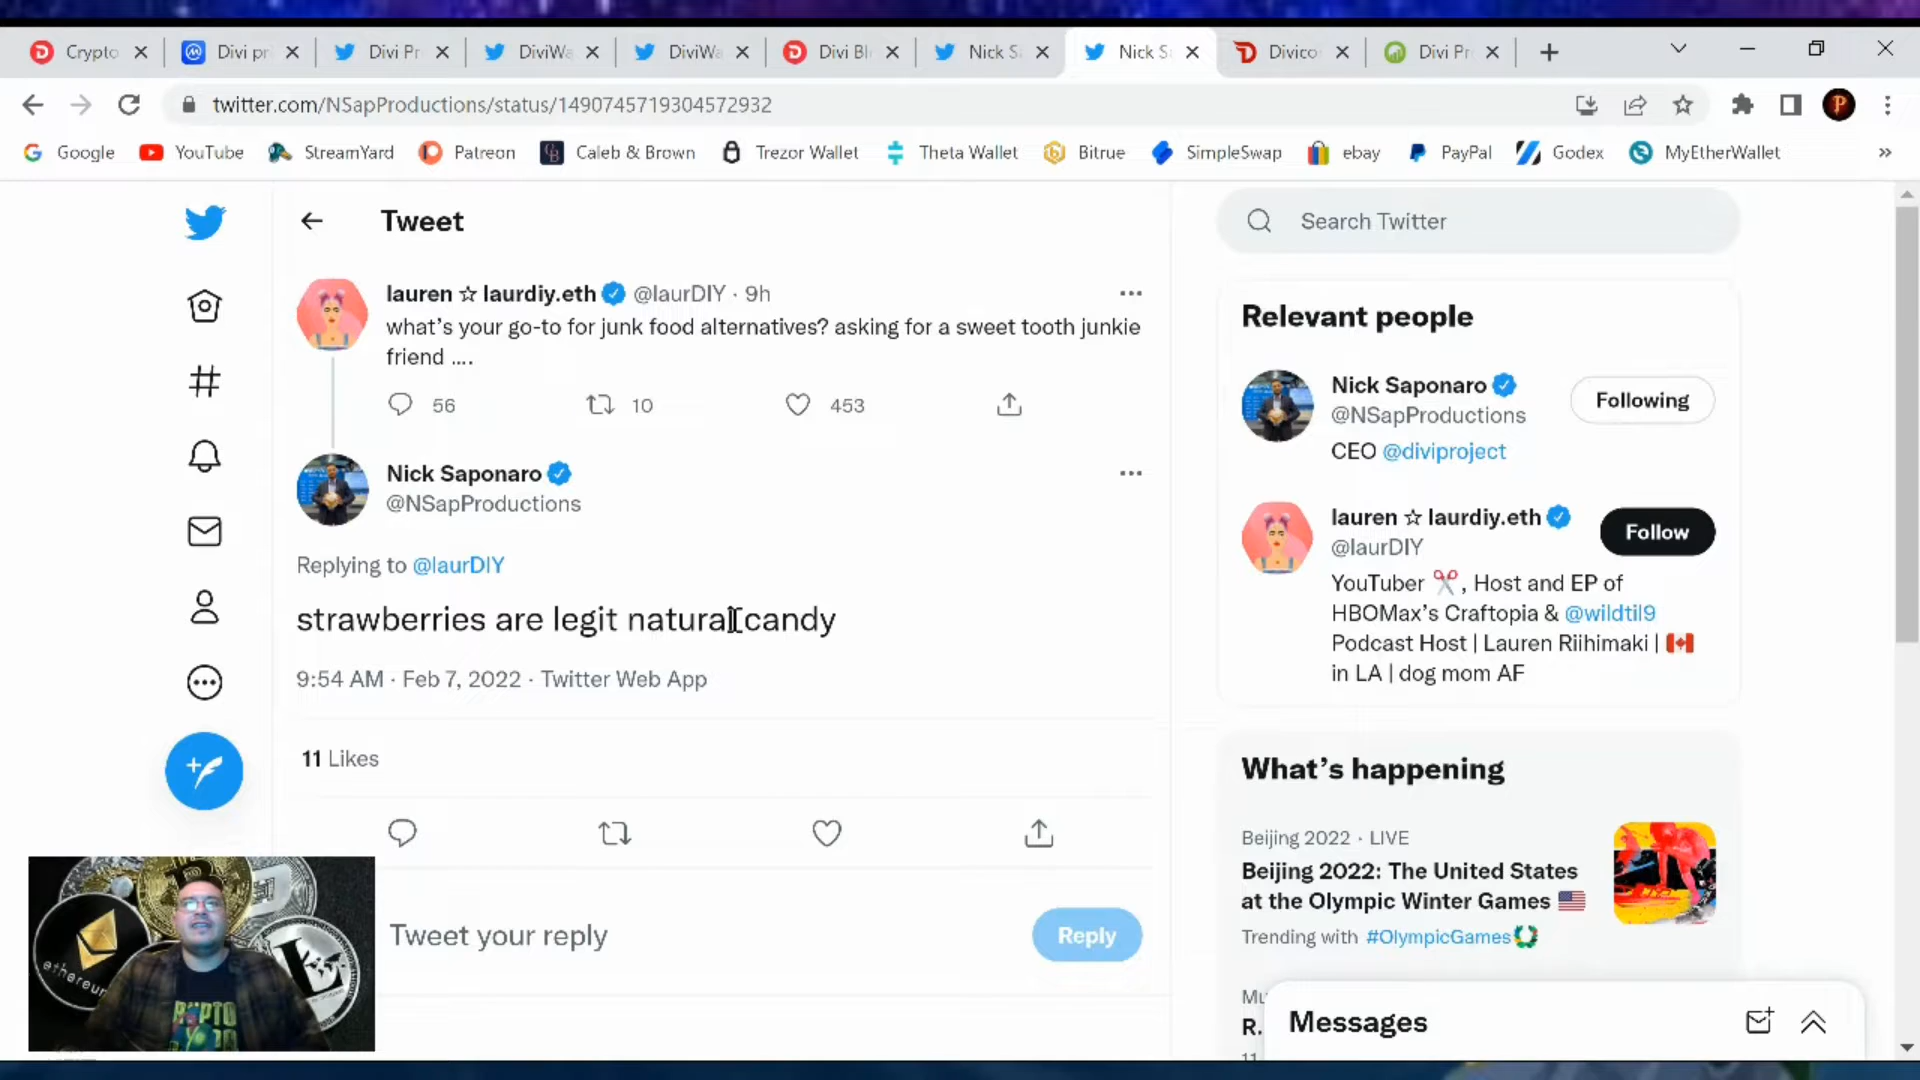 Crypto
Divi pr
Divi Pr
DiviWa
DiviWa
Divi Bl
Nick S
Nick S
Divico
Divi Pr
twitter.com/NSapProductions/status/1490745719304572932
Google YouTube StreamYard Patreon Caleb & Brown Trezor Wallet Theta Wallet Bitrue SimpleSwap ebay PayPal Godex MyEtherWallet
Tweet
lauren ☆ laurdiy.eth @laurDIY · 9h
what's your go-to for junk food alternatives? asking for a sweet tooth junkie
friend ....
56 10 453
Nick Saponaro
@NSapProductions
Replying to @laurDIY
strawberries are legit natural candy
9:54 AM · Feb 7, 2022 · Twitter Web App
11 Likes
Tweet your reply
Reply
Search Twitter
Relevant people
Nick Saponaro
@NSapProductions
Following
CEO @diviproject
lauren ☆ laurdiy.eth
@laurDIY
Follow
YouTuber ✂️, Host and EP of
HBOMax's Craftopia & @wildtil9
Podcast Host | Lauren Riihimaki | 🇨🇦
in LA | dog mom AF
What's happening
Beijing 2022 · LIVE
Beijing 2022: The United States
at the Olympic Winter Games 🇺🇸
Trending with #OlympicGames
Mu
R.
Messages
ethereum